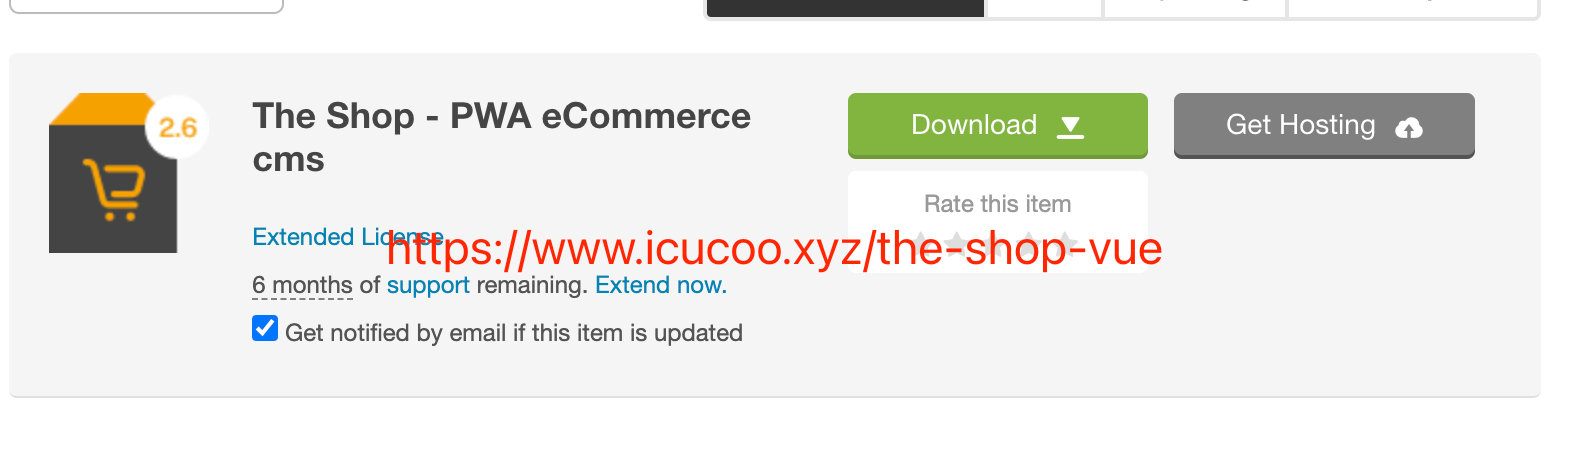 2.6
The Shop - PWA eCommerce
cms
Download
Get Hosting
Rate this item
Extended License
https://www.icucoo.xyz/the-shop-vue
6 months of support remaining. Extend now.
Get notified by email if this item is updated